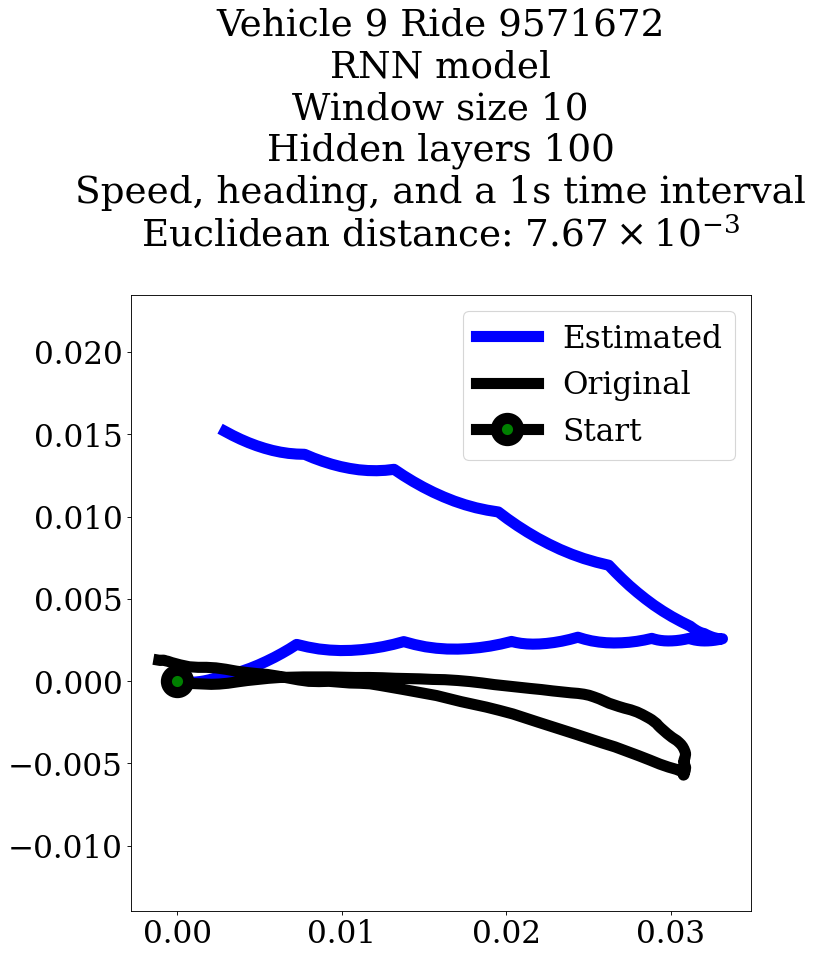 Vehicle 9 Ride 9571672
RNN model
Window size 10
Hidden layers 100
Speed, heading, and a 1s time interval
Euclidean distance: 7.67 × 10⁻³
Estimated
Original
Start
0.020
0.015
0.010
0.005
0.000
−0.005
−0.010
0.00 0.01 0.02 0.03